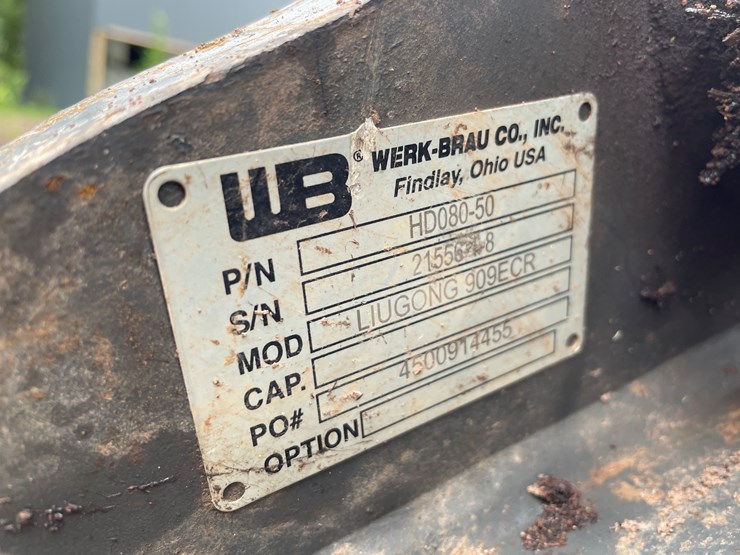 WB® WERK-BRAU CO., INC.
Findlay, Ohio USA
P/N HD080-50
S/N
MOD LIUGONG 909ECR
CAP.
PO# 4500914455
OPTION